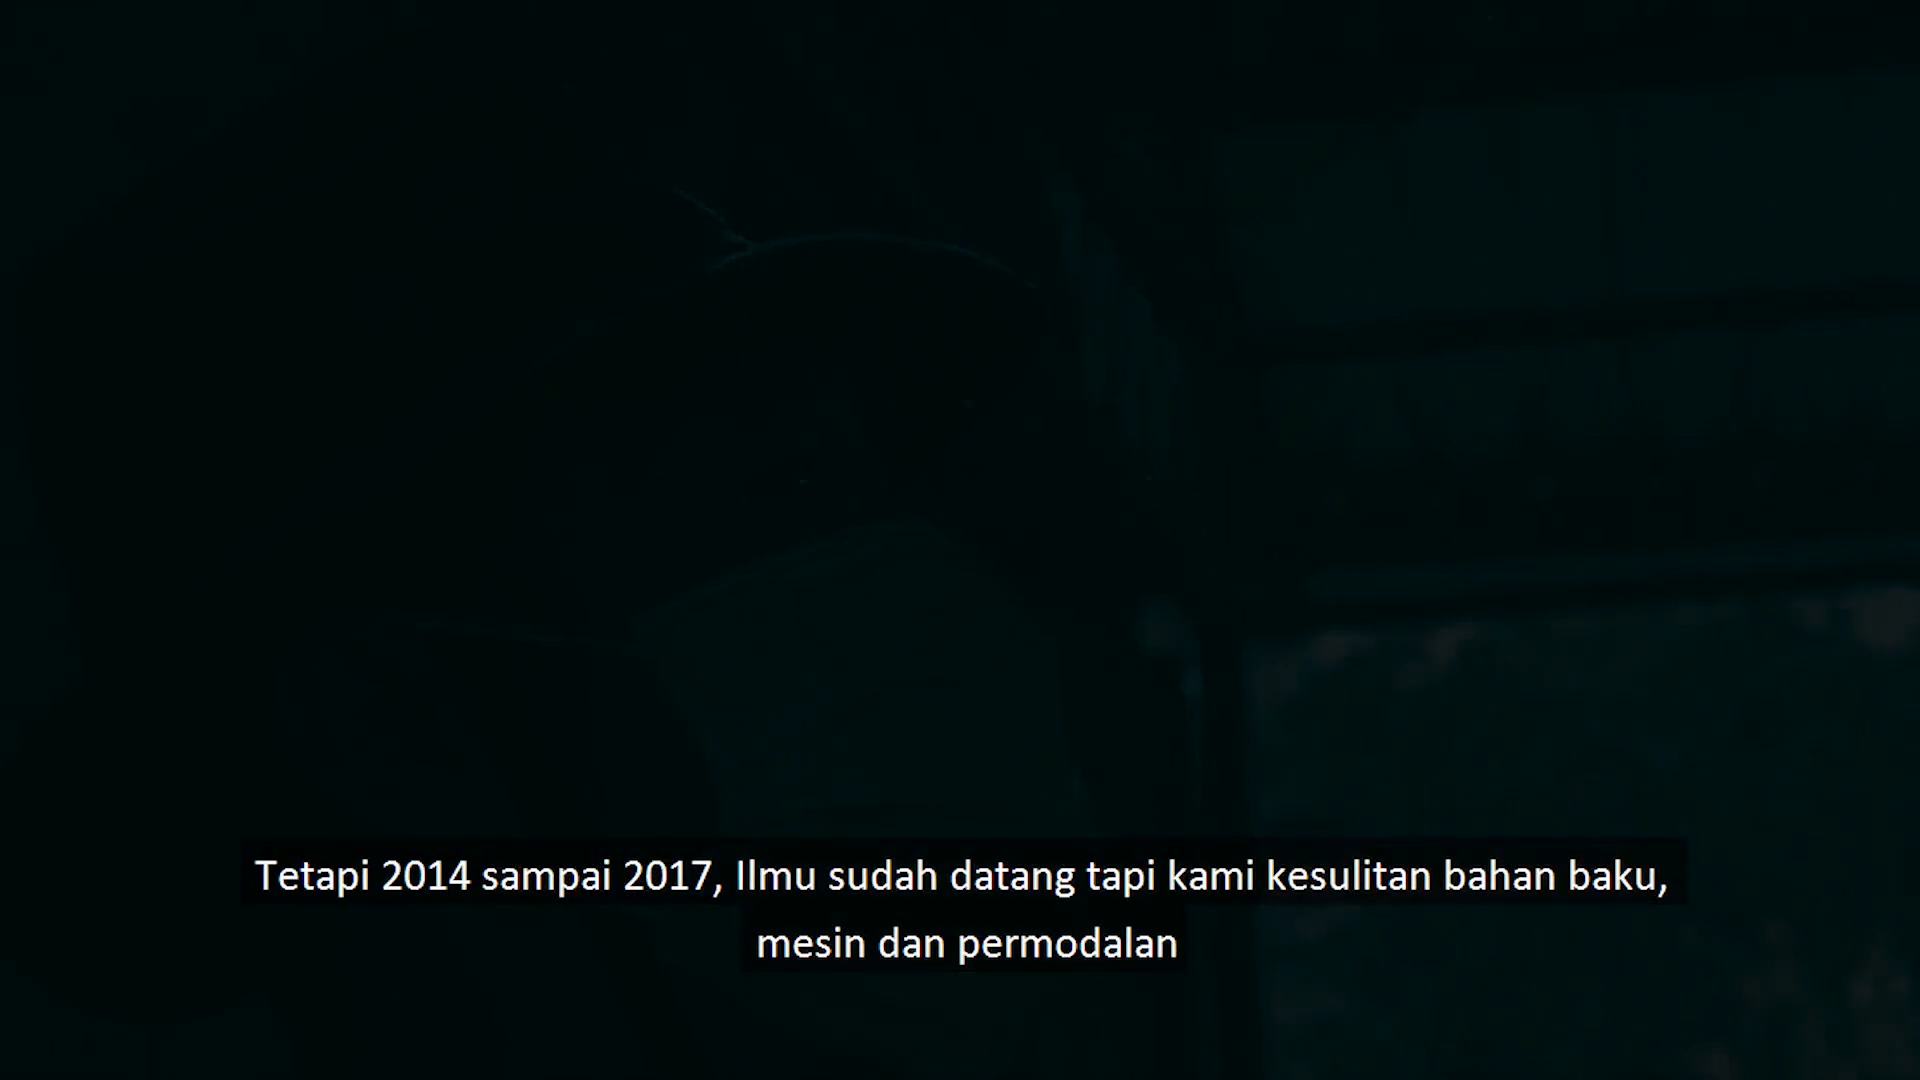 Tetapi 2014 sampai 2017, Ilmu sudah datang tapi kami kesulitan bahan baku,
mesin dan permodalan